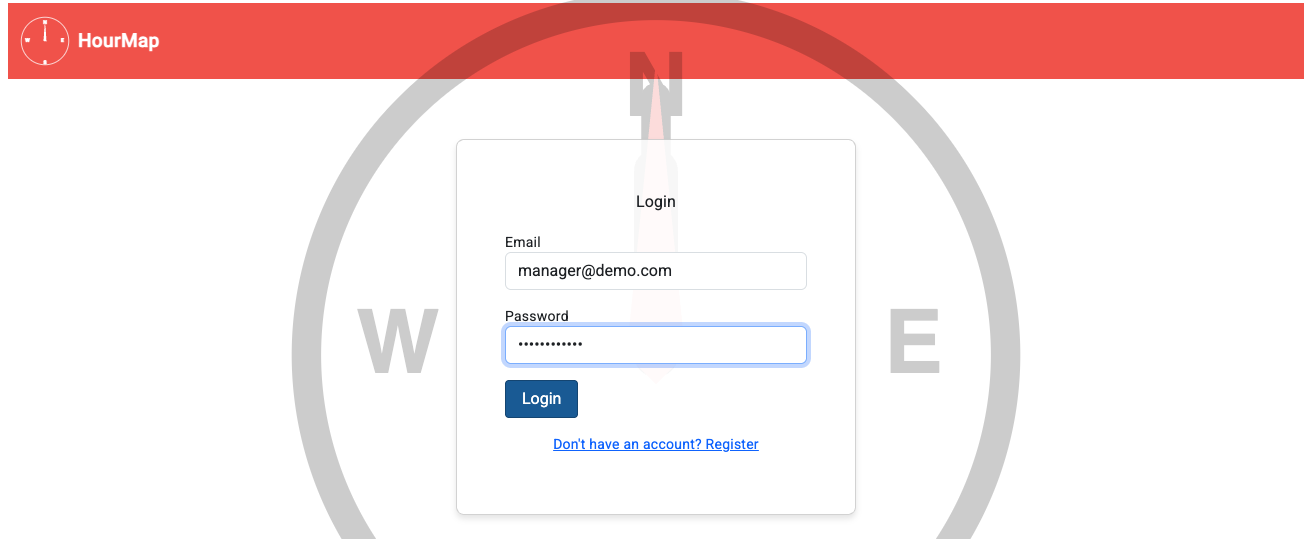 HourMap
N
Login
Email
manager@demo.com
Password
••••••••••••
W E
Login
Don't have an account? Register